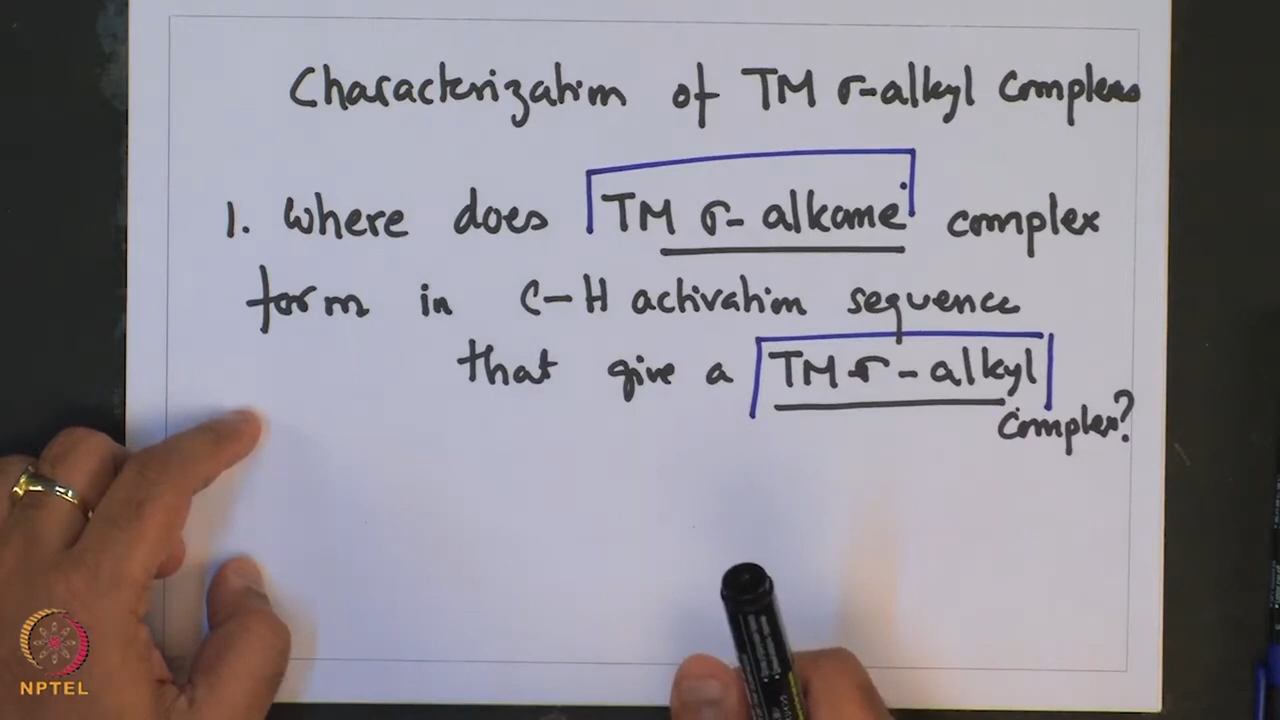 Characterization of TM σ-alkyl Complexes
1. Where does TM σ-alkane complex
form in C-H activation sequence
that give a TM σ-alkyl
Complex?
NPTEL